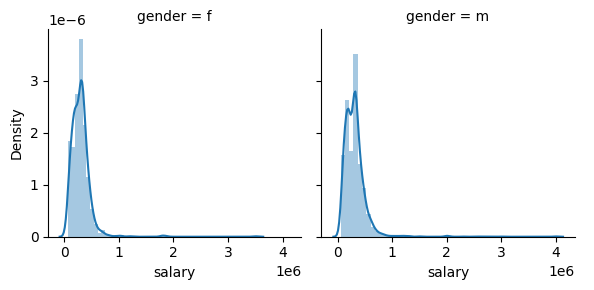 gender = f
gender = m
1e−6
Density
3
2
1
0
0 1 2 3 4
0 1 2 3 4
1e6
1e6
salary
salary